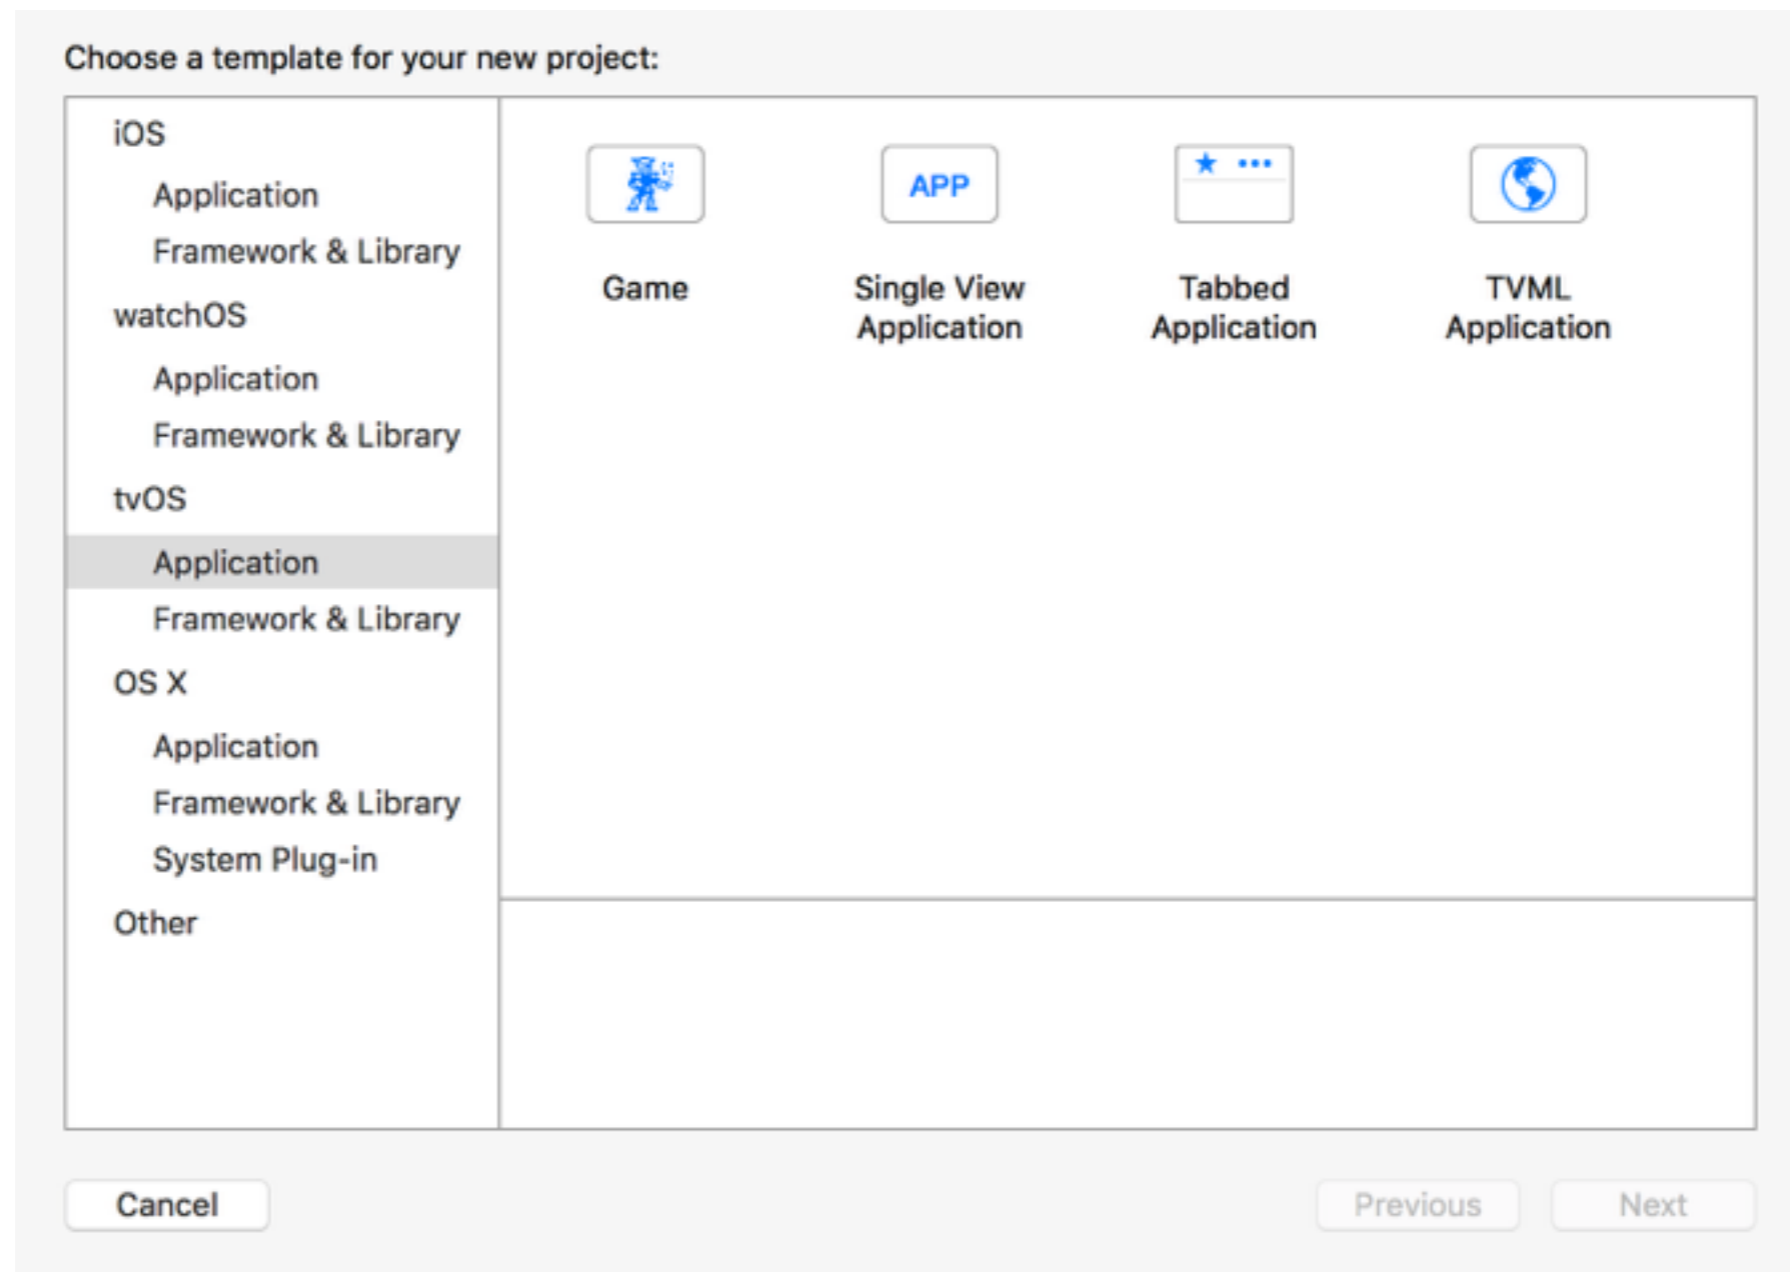 Choose a template for your new project:
iOS
Application
Framework & Library
watchOS
Application
Framework & Library
tvOS
Application
Framework & Library
OS X
Application
Framework & Library
System Plug-in
Other
Game
APP
Single View
Application
Tabbed
Application
TVML
Application
Cancel
Previous
Next